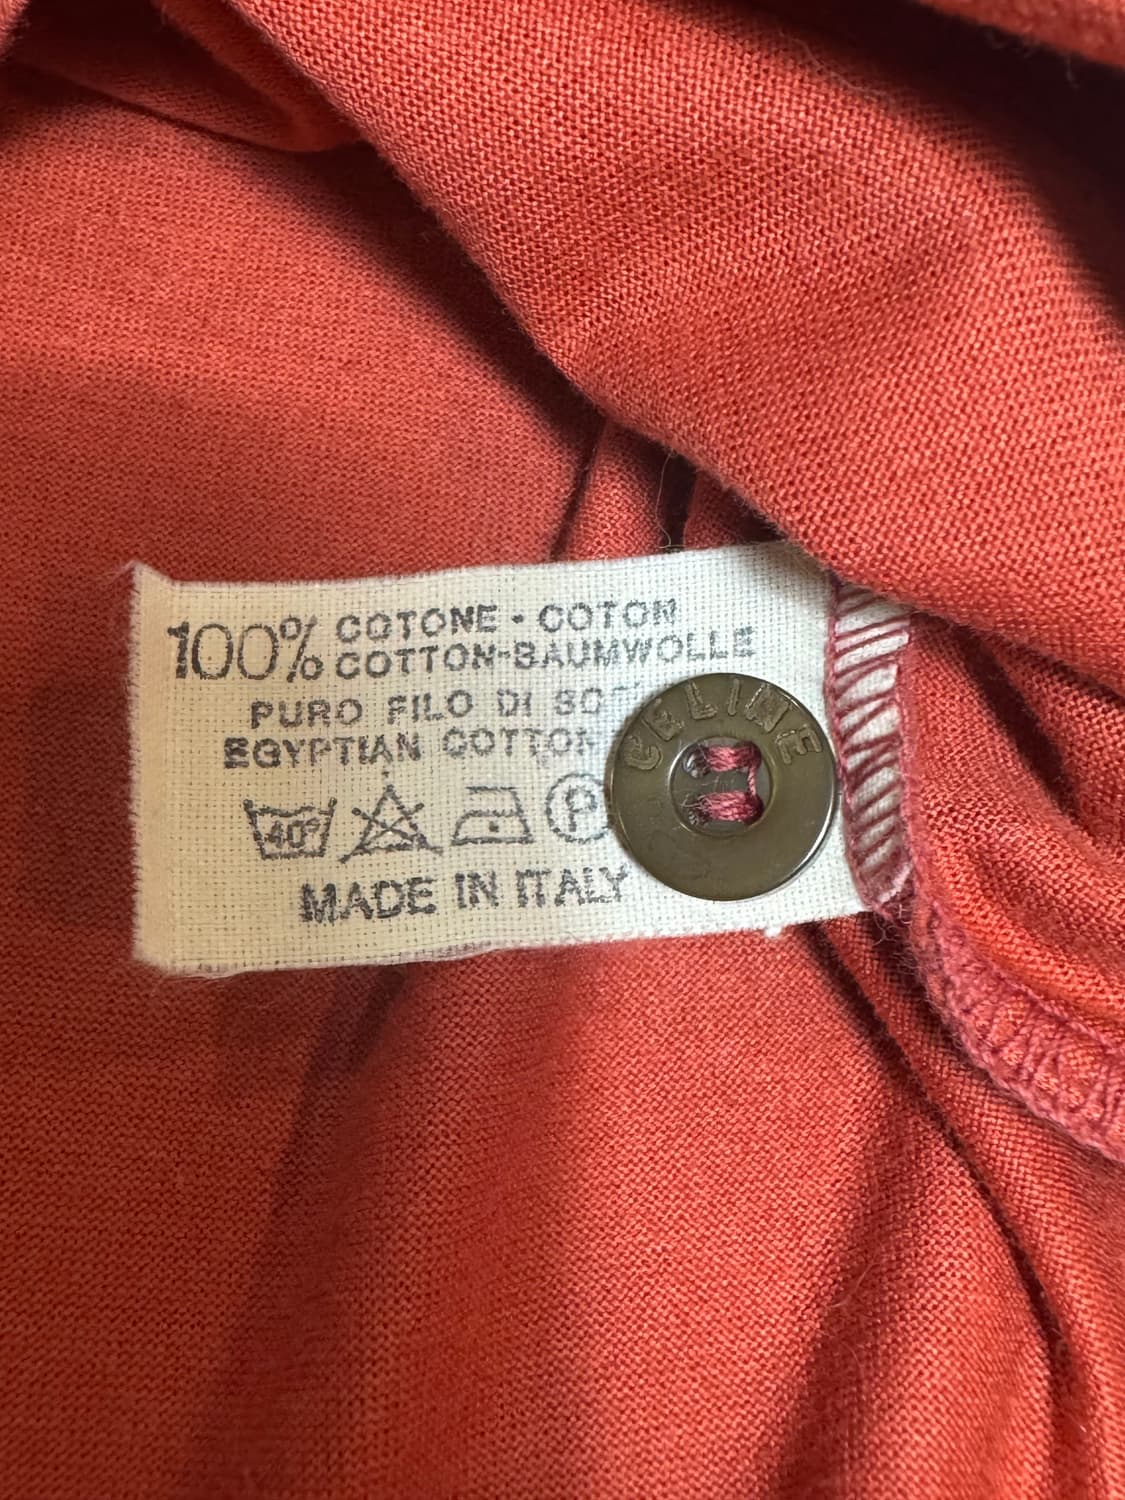 100% COTONE - COTON
COTTON-BAUMWOLLE
PURO FILO DI
EGYPTIAN COTTON
40° P
MADE IN ITALY
CELINE